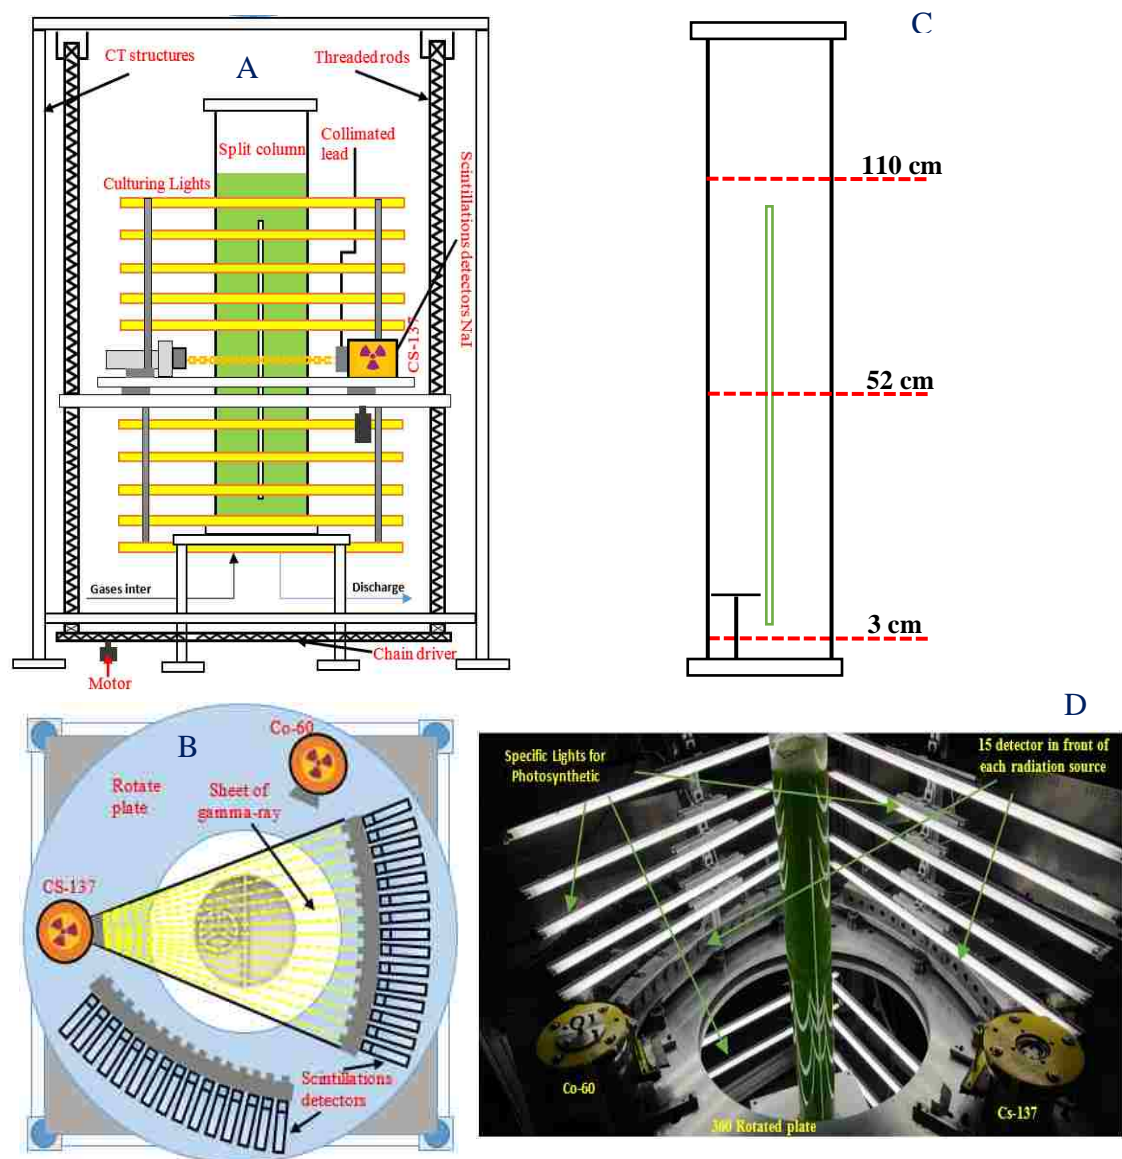 A
CT structures
Threaded rods
Split column
Collimated
lead
Culturing Lights
Scintillations detectors NaI
CS-137
Gases inter
Discharge
Chain driver
Motor
C
110 cm
52 cm
3 cm
B
Co-60
Rotate
plate
Sheet of
gamma-ray
CS-137
Scintillations
detectors
D
Specific Lights for
Photosynthetic
15 detector in front of
each radiation source
Co-60
Cs-137
360 Rotated plate